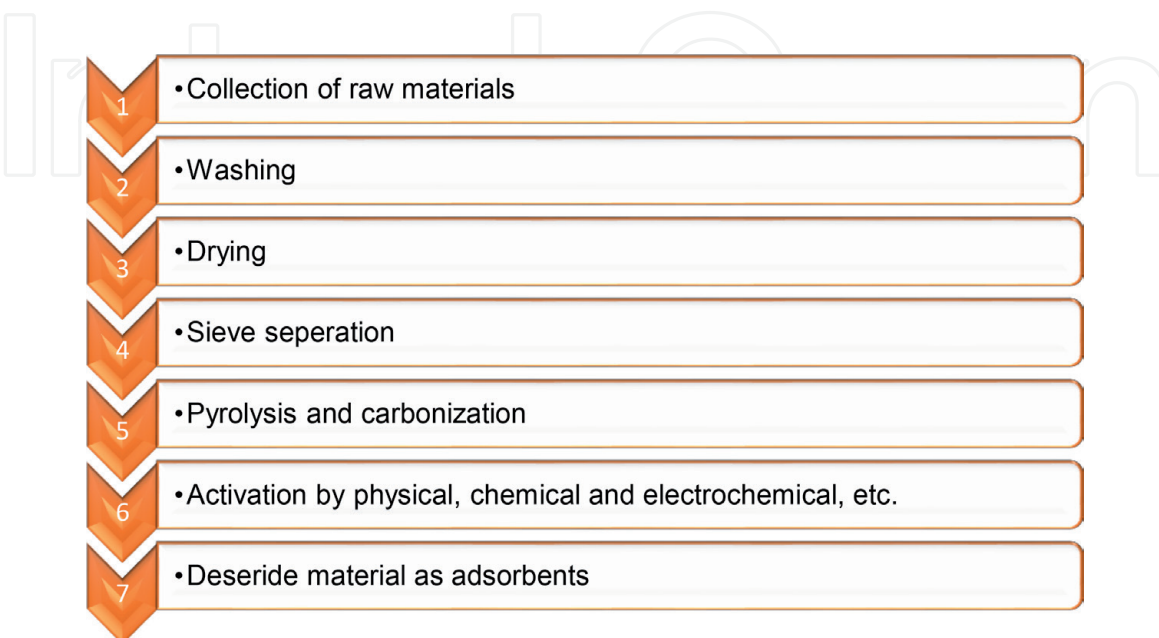 1 •Collection of raw materials
2 •Washing
3 •Drying
4 •Sieve seperation
5 •Pyrolysis and carbonization
6 •Activation by physical, chemical and electrochemical, etc.
7 •Deseride material as adsorbents